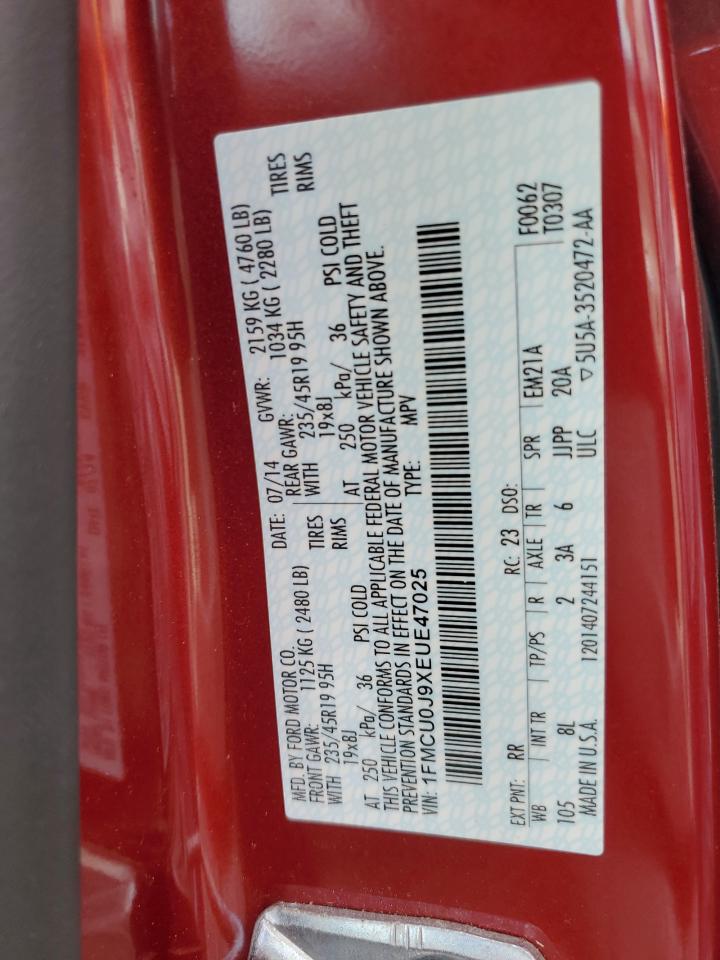 MFD. BY FORD MOTOR CO. DATE: 07/14 GVWR: 2159 KG ( 4760 LB)
FRONT GAWR: 1125 KG ( 2480 LB) REAR GAWR: 1034 KG ( 2280 LB)
WITH 235/45R19 95H TIRES WITH 235/45R19 95H TIRES
19x8J RIMS 19x8J RIMS
AT 250 kPa/ 36 PSI COLD AT 250 kPa/ 36 PSI COLD
THIS VEHICLE CONFORMS TO ALL APPLICABLE FEDERAL MOTOR VEHICLE SAFETY AND THEFT
PREVENTION STANDARDS IN EFFECT ON THE DATE OF MANUFACTURE SHOWN ABOVE.
VIN: 1FMCU0J9XEUE47025 TYPE: MPV
EXT PNT: RR RC: 23 DSO: F0062
WB INT TR TP/PS R AXLE TR SPR EM21A T0307
105 8L 2 3A 6 JJPP 20A
MADE IN U.S.A. 1201407244151 ULC ▽5U5A-3520472-AA